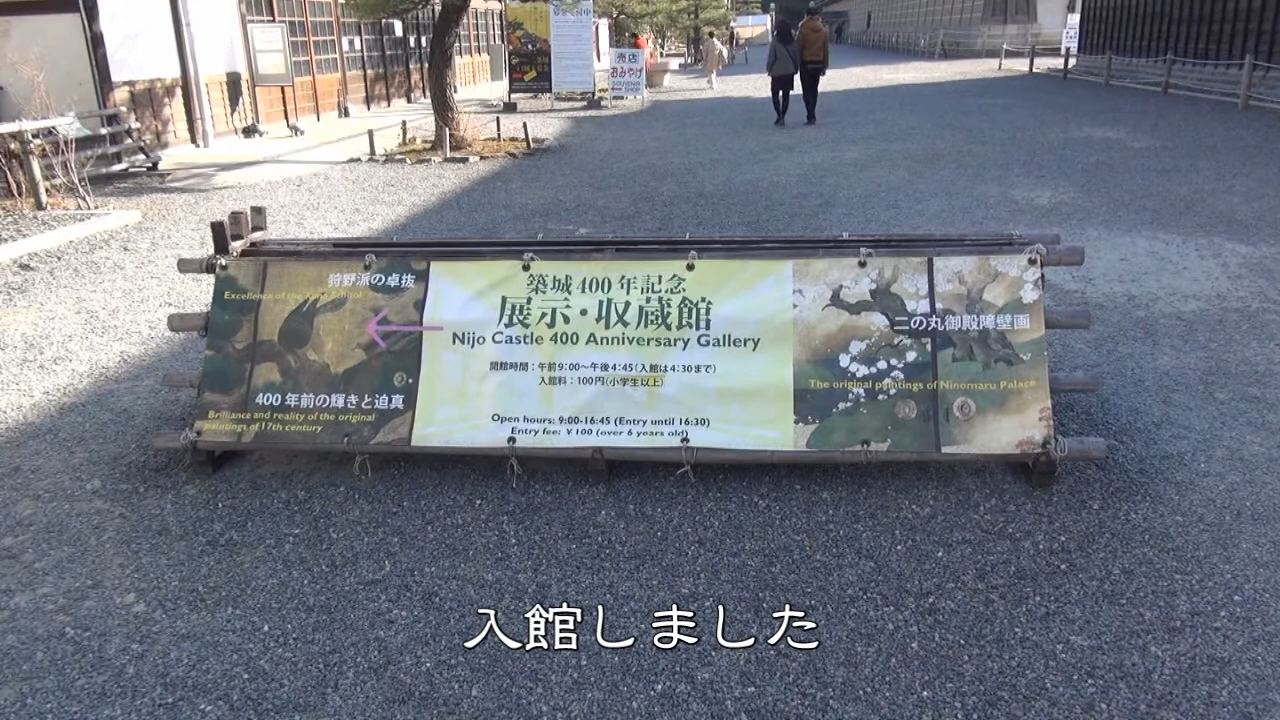 売店
おみやげ
SOUVENIR
SHOP
狩野派の卓抜
Excellence of the Kano School
400年前の輝きと迫真
Brilliance and reality of the original
paintings of 17th century
築城400年記念
展示・収蔵館
Nijo Castle 400 Anniversary Gallery
開館時間：午前9:00～午後4:45（入館は4:30まで）
入館料：100円（小学生以上）
Open hours: 9:00-16:45 (Entry until 16:30)
Entry fee: ¥100 (over 6 years old)
二の丸御殿障壁画
The original paintings of Ninomaru Palace
入館しました